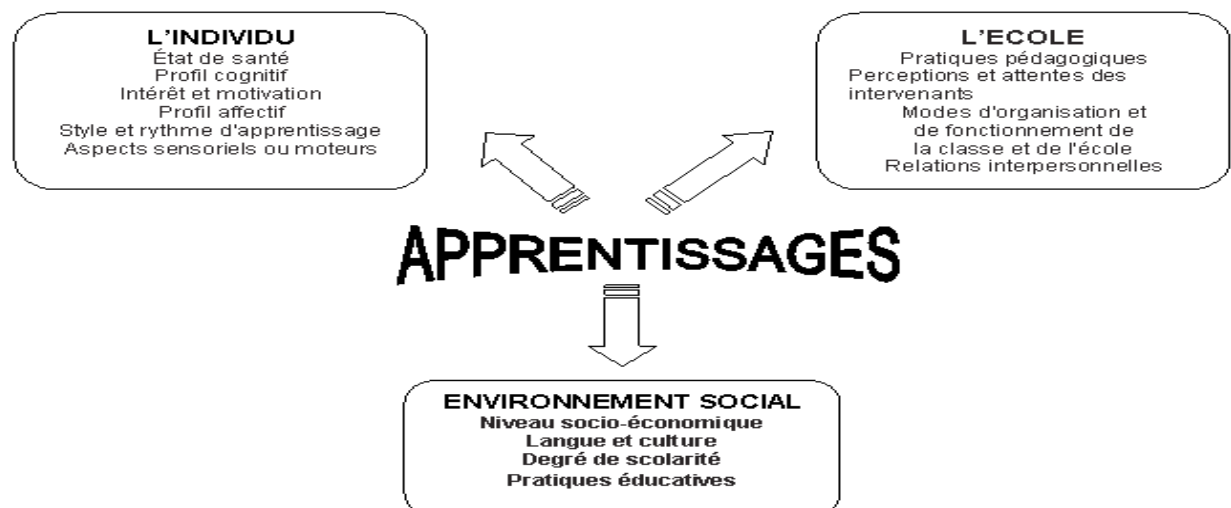 L'INDIVIDU
État de santé
Profil cognitif
Intérêt et motivation
Profil affectif
Style et rythme d'apprentissage
Aspects sensoriels ou moteurs
L'ECOLE
Pratiques pédagogiques
Perceptions et attentes des
intervenants
Modes d'organisation et
de fonctionnement de
la classe et de l'école
Relations interpersonnelles
APPRENTISSAGES
ENVIRONNEMENT SOCIAL
Niveau socio-économique
Langue et culture
Degré de scolarité
Pratiques éducatives